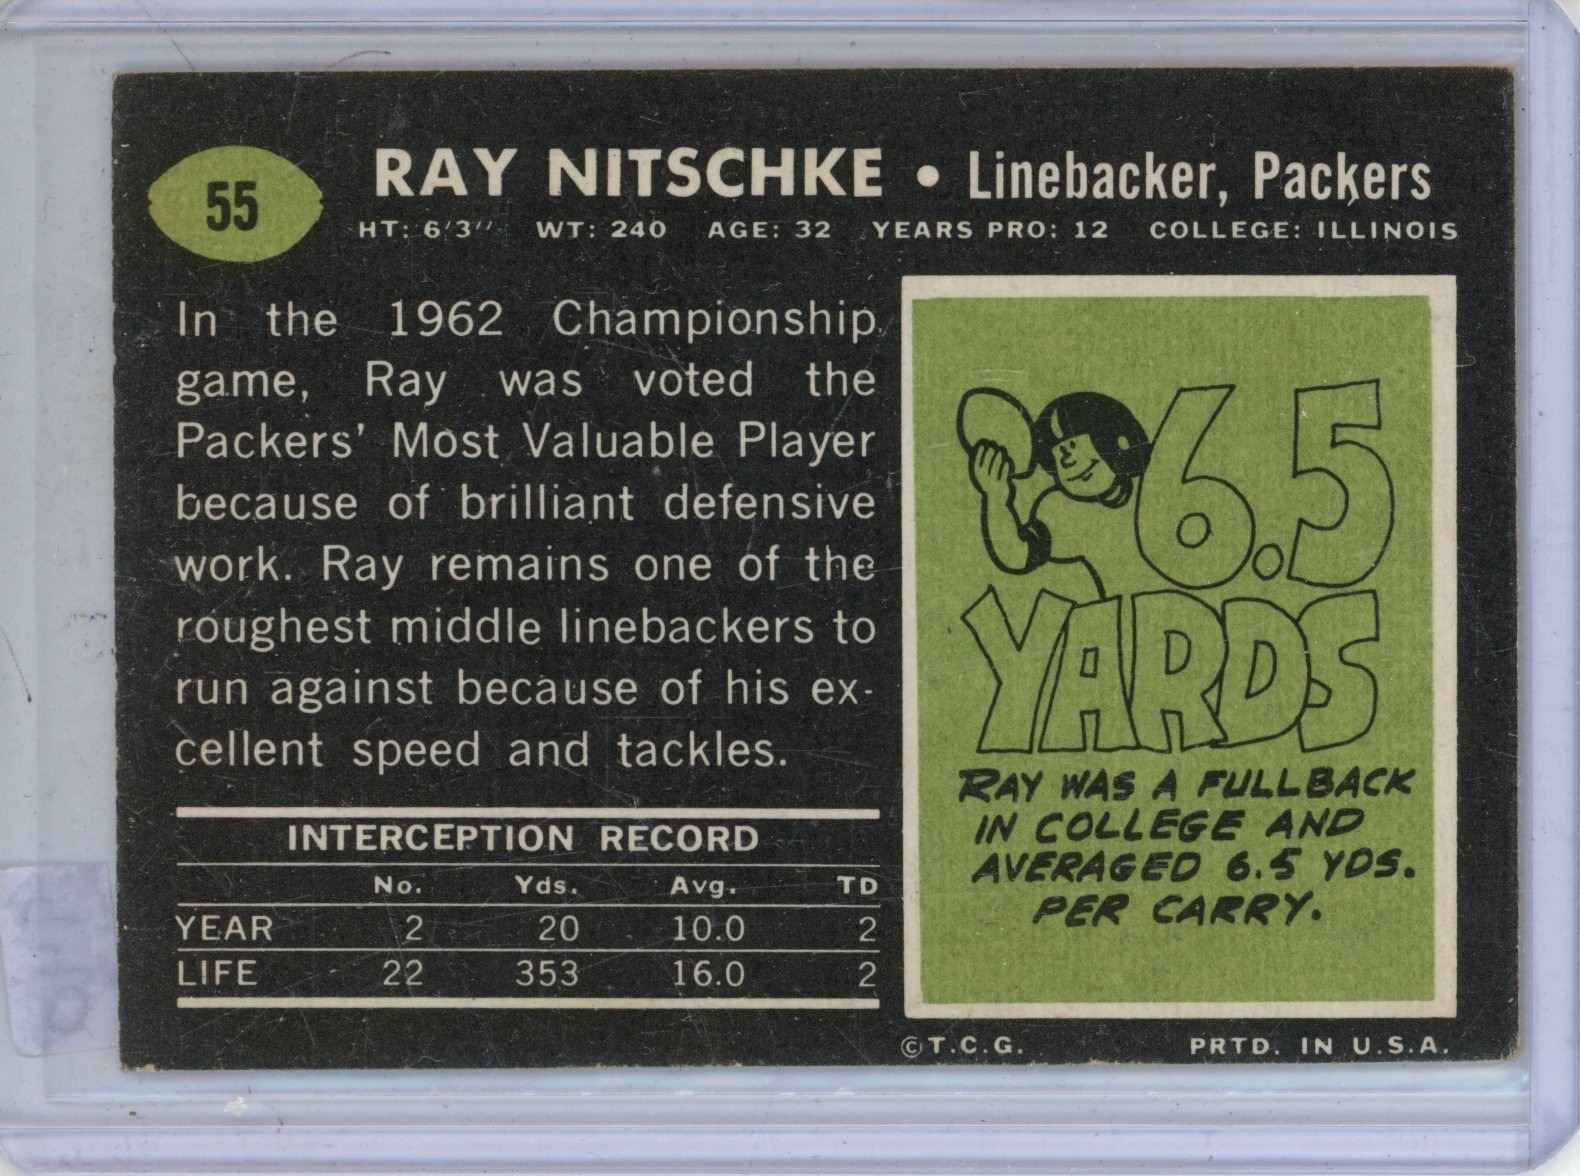 55
RAY NITSCHKE • Linebacker, Packers
HT: 6'3" WT: 240 AGE: 32 YEARS PRO: 12 COLLEGE: ILLINOIS
In the 1962 Championship
game, Ray was voted the
Packers' Most Valuable Player
because of brilliant defensive
work. Ray remains one of the
roughest middle linebackers to
run against because of his ex-
cellent speed and tackles.
INTERCEPTION RECORD
No. Yds. Avg. TD
YEAR 2 20 10.0 2
LIFE 22 353 16.0 2
6.5
YARDS
RAY WAS A FULLBACK
IN COLLEGE AND
AVERAGED 6.5 YDS.
PER CARRY.
©T.C.G. PRTD. IN U.S.A.